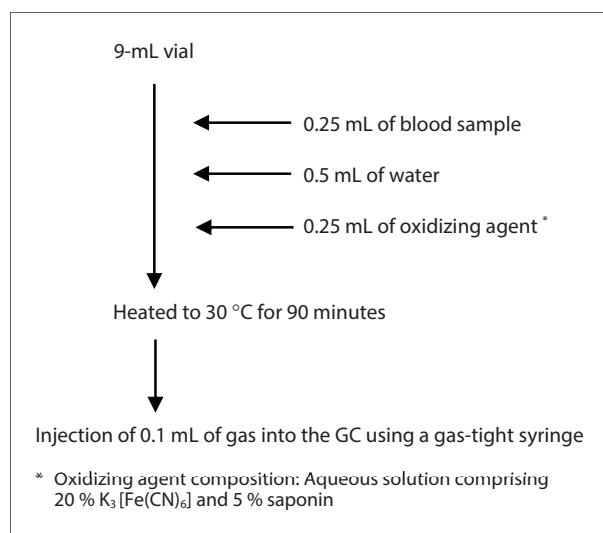 9-mL vial
0.25 mL of blood sample
0.5 mL of water
0.25 mL of oxidizing agent *
Heated to 30 °C for 90 minutes
Injection of 0.1 mL of gas into the GC using a gas-tight syringe
* Oxidizing agent composition: Aqueous solution comprising
20 % K₃[Fe(CN)₆] and 5 % saponin